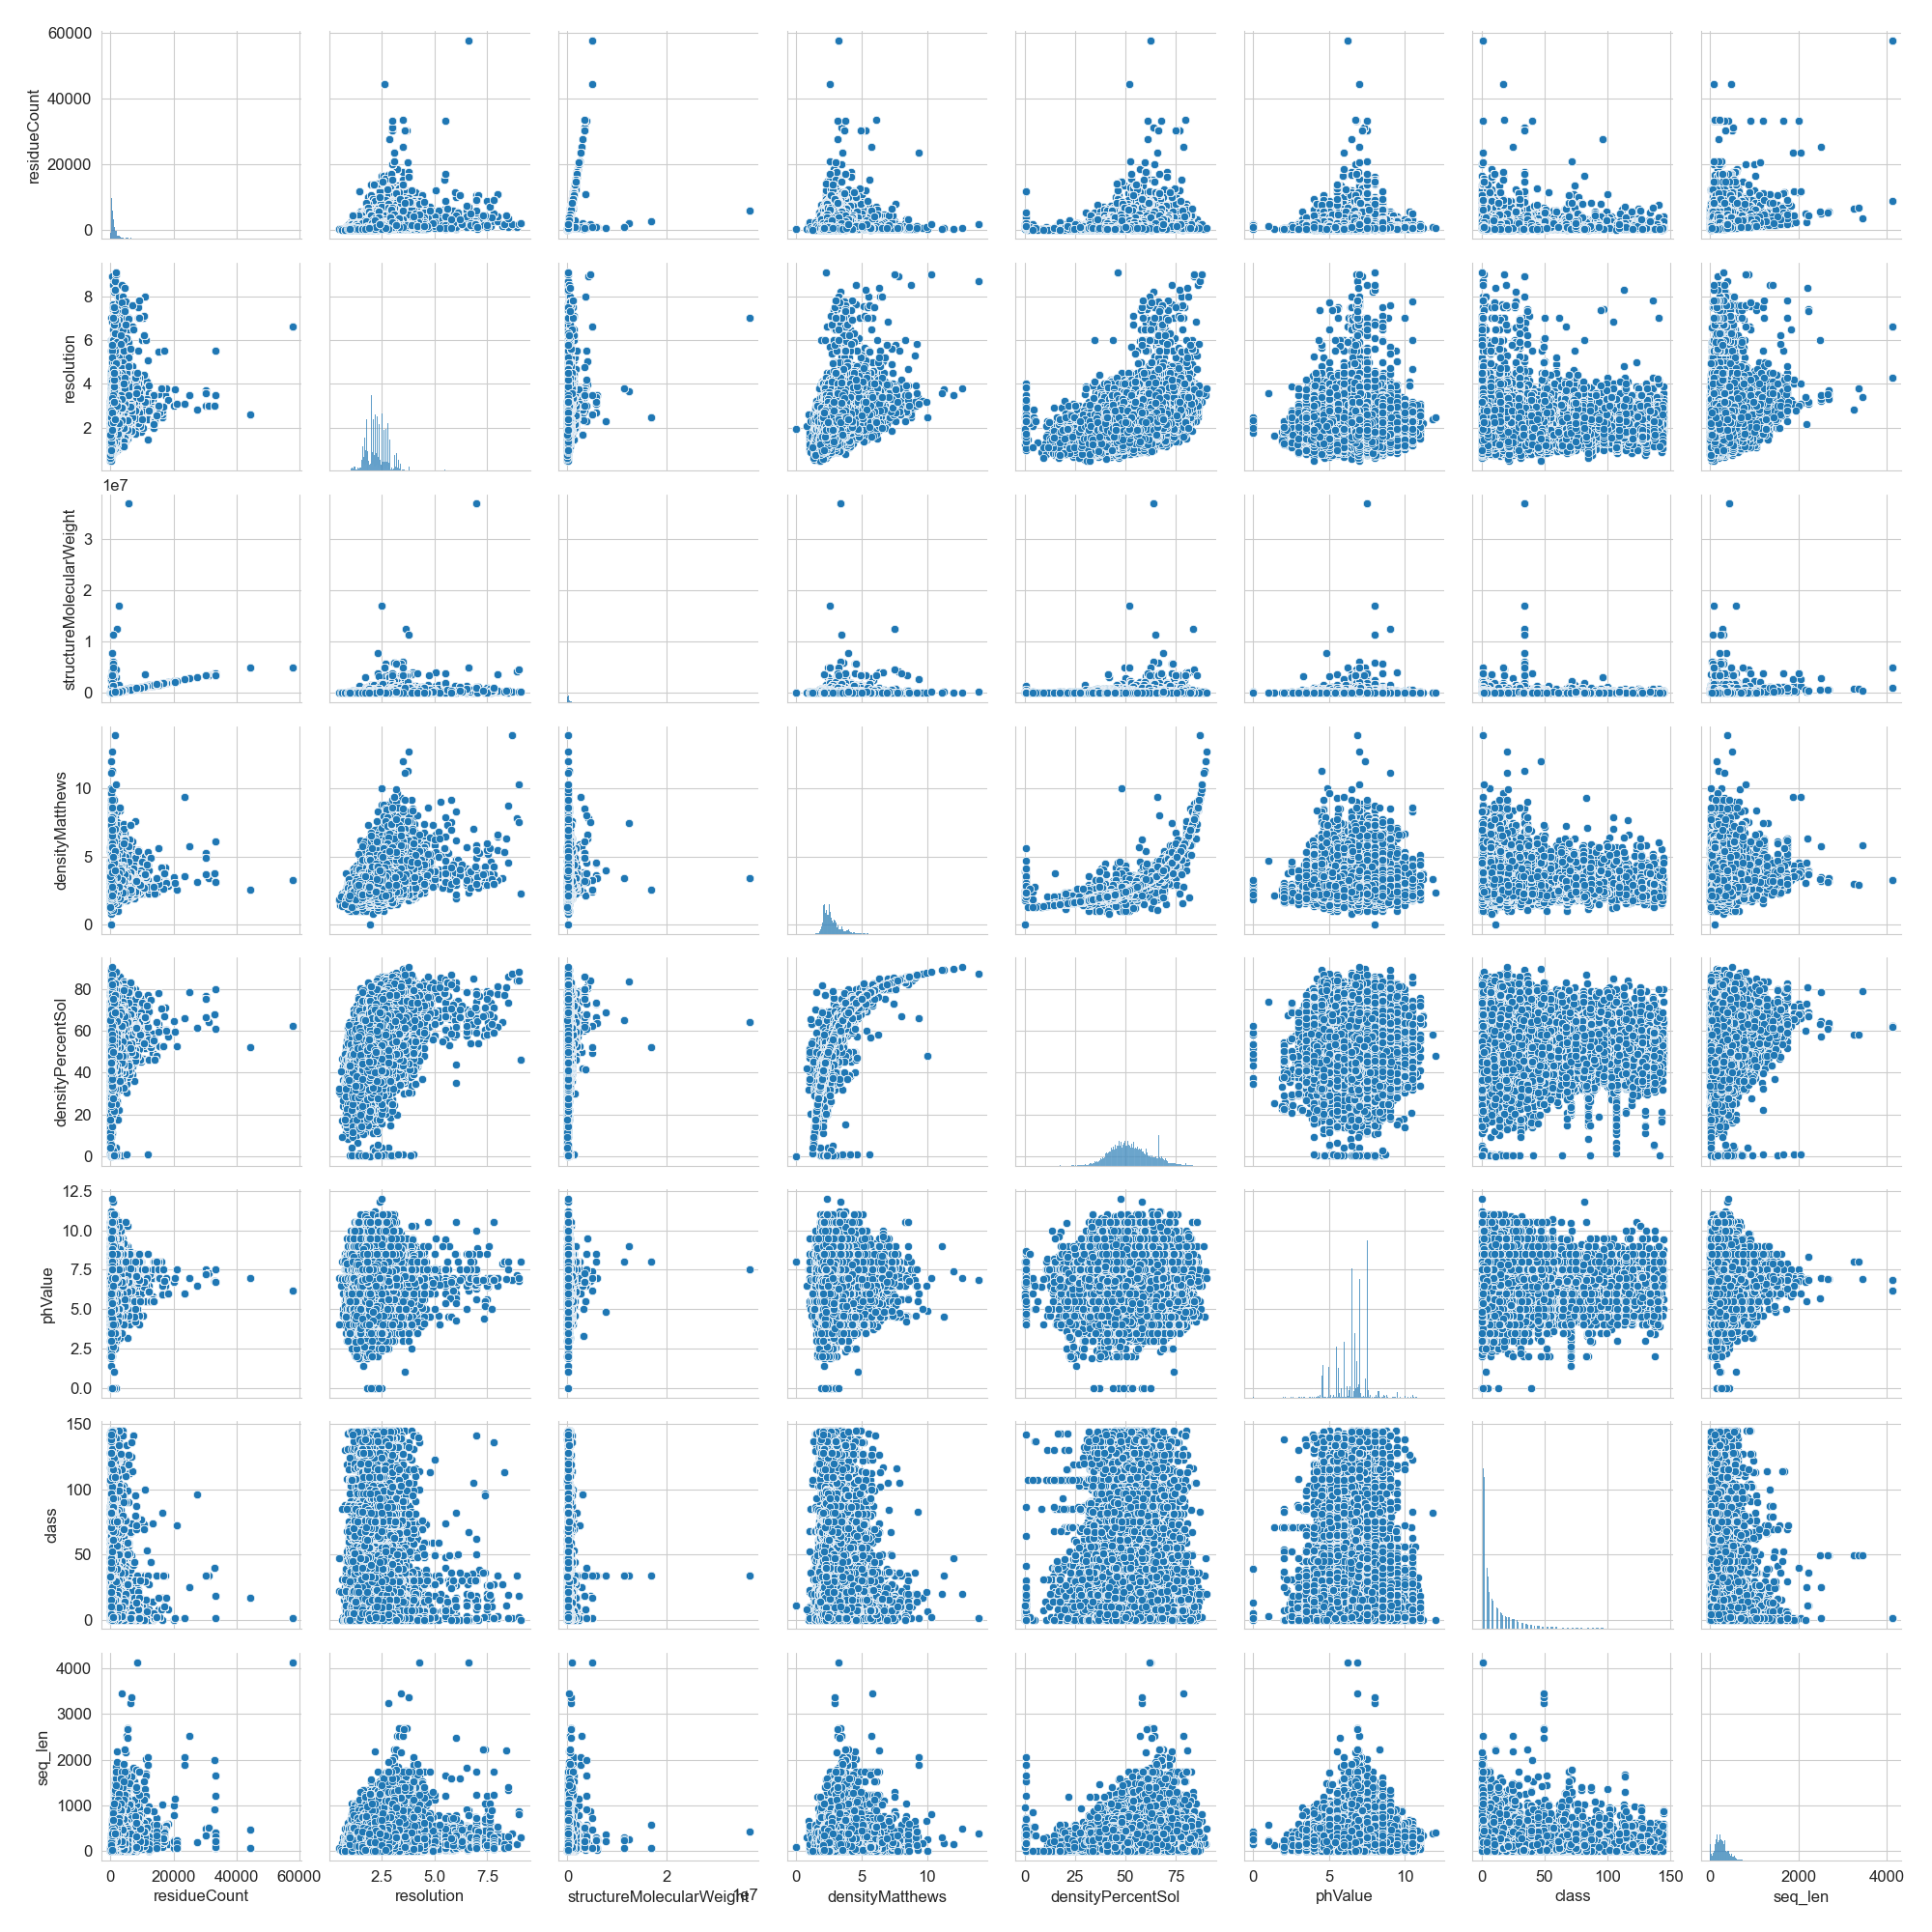 60000
40000
20000
0
residueCount
8
6
4
2
resolution
1e7
3
2
1
0
structureMolecularWeight
10
5
0
densityMatthews
80
60
40
20
0
densityPercentSol
12.5
10.0
7.5
5.0
2.5
0.0
phValue
150
100
50
0
class
4000
3000
2000
1000
0
seq_len
0 20000 40000 60000
2.5 5.0 7.5
0 2
1e7
0 5 10
0 25 50 75
0 5 10
0 50 100 150
0 2000 4000
residueCount resolution structureMolecularWeight densityMatthews densityPercentSol phValue class seq_len